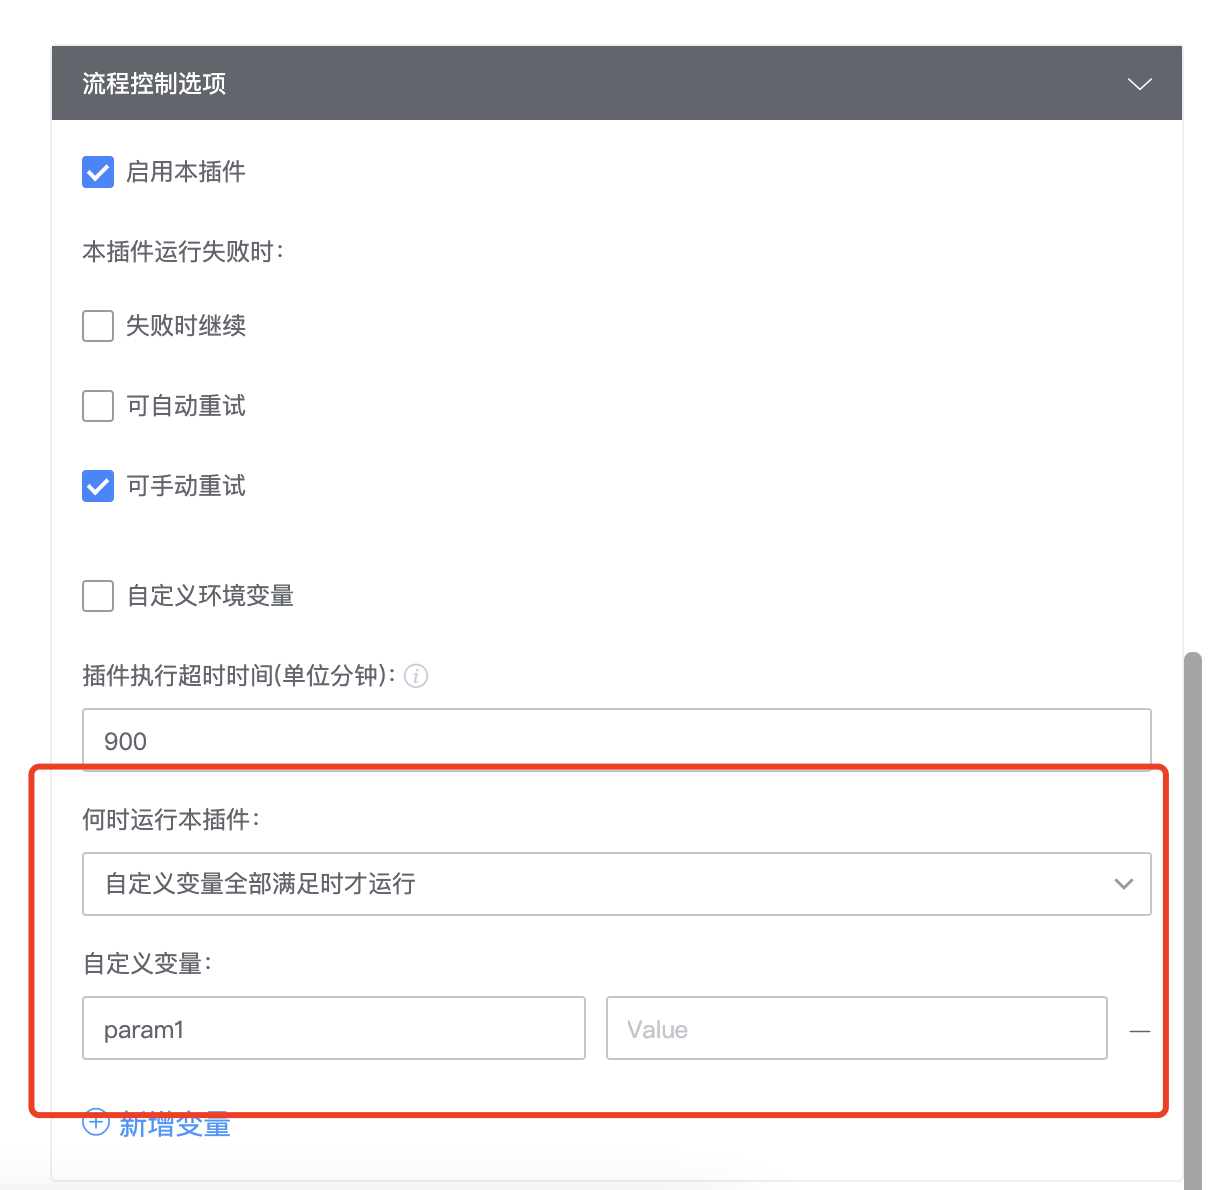 流程控制选项
启用本插件
本插件运行失败时：
失败时继续
可自动重试
可手动重试
自定义环境变量
插件执行超时时间(单位分钟)：
900
何时运行本插件：
自定义变量全部满足时才运行
自定义变量：
param1 Value
新增变量